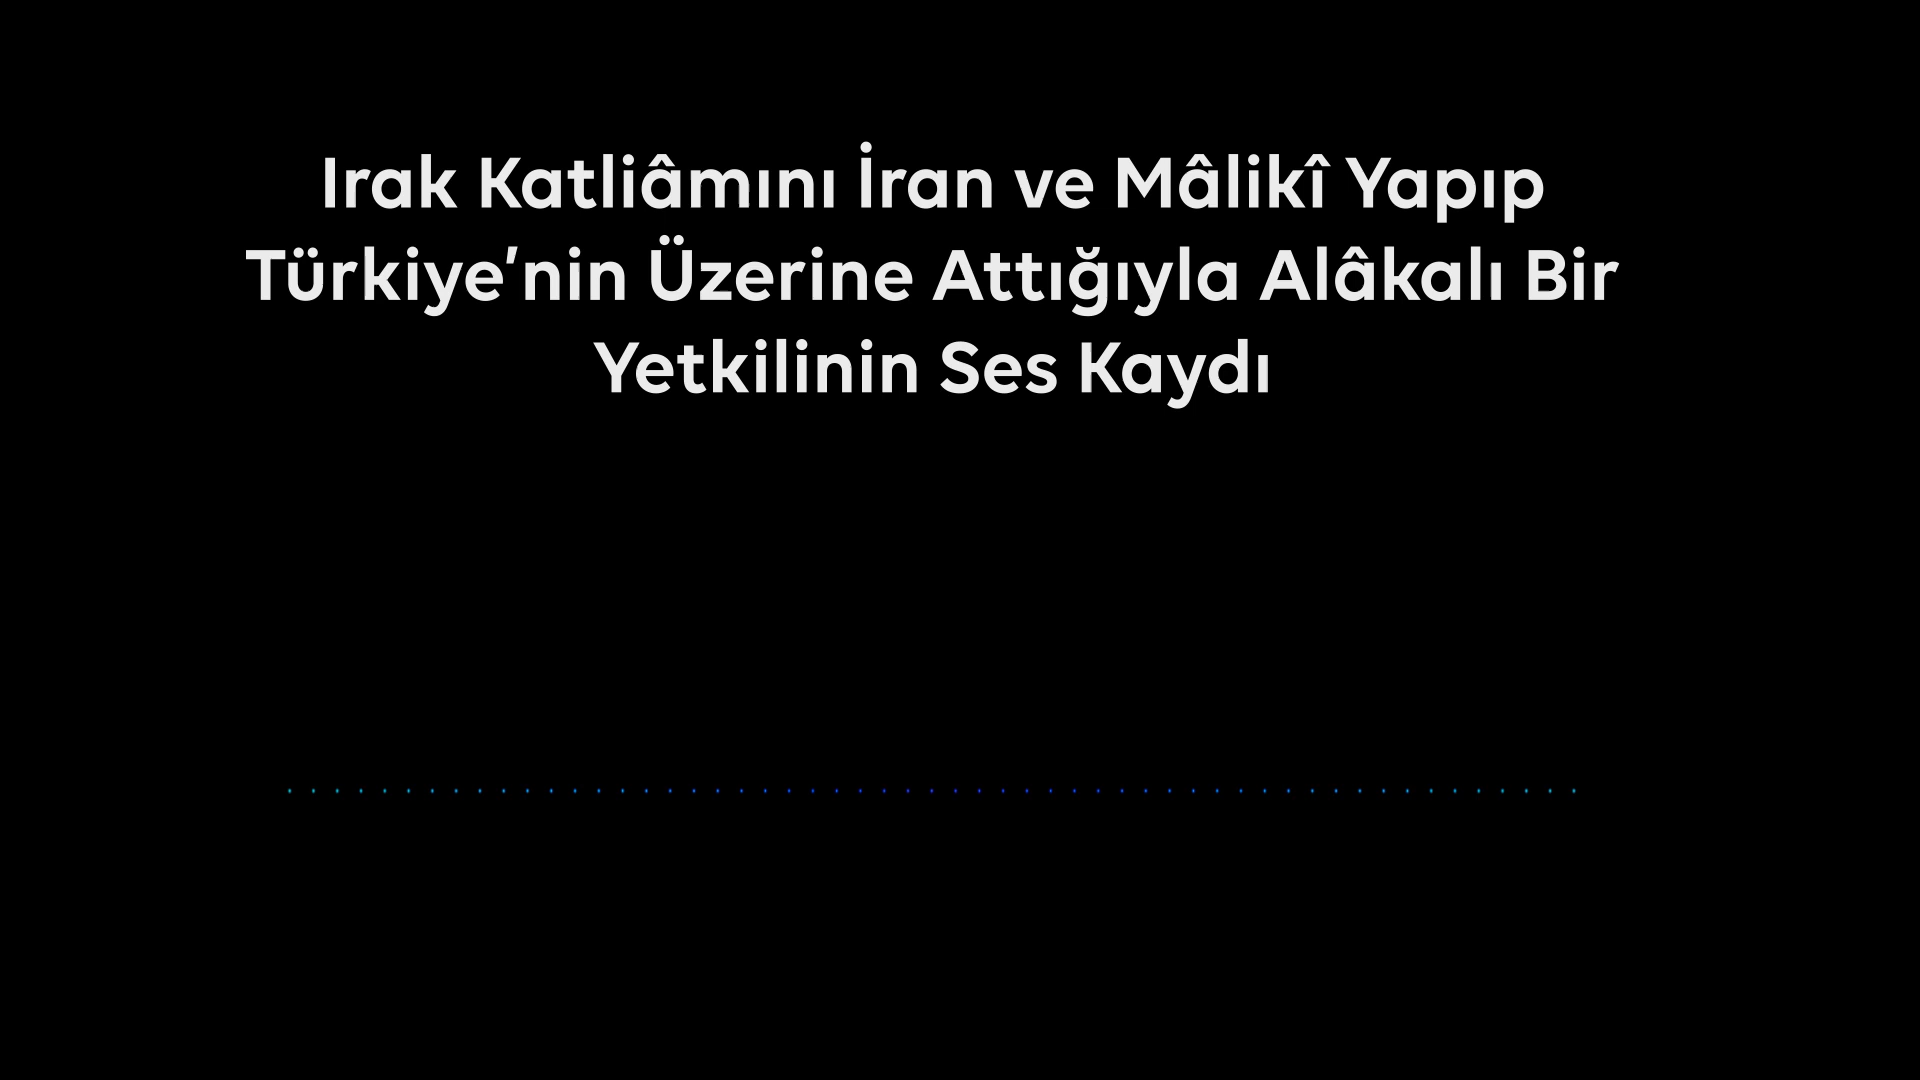 Irak Katliâmını İran ve Mâlikî Yapıp
Türkiye'nin Üzerine Attığıyla Alâkalı Bir
Yetkilinin Ses Kaydı